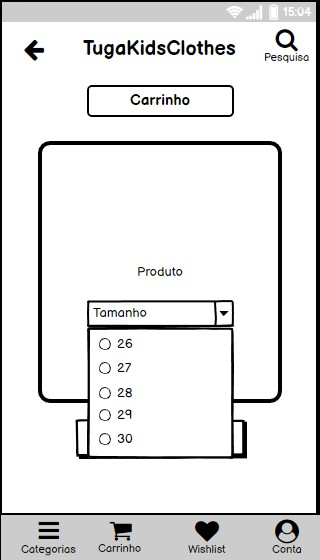 15:04
TugaKidsClothes
Pesquisa
Carrinho
Produto
Tamanho
26
27
28
29
30
Categorias
Carrinho
Wishlist
Conta